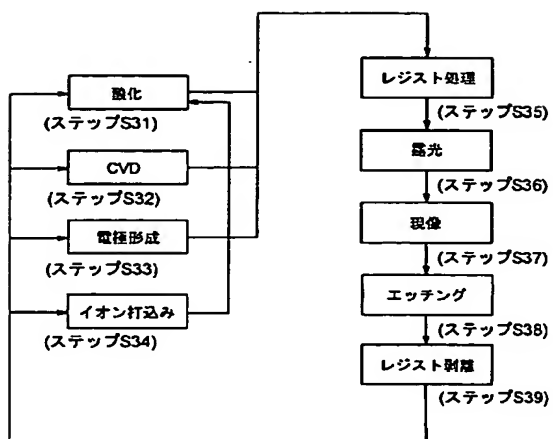 酸化
(ステップS31)
CVD
(ステップS32)
電極形成
(ステップS33)
イオン打込み
(ステップS34)
レジスト処理
(ステップS35)
露光
(ステップS36)
現像
(ステップS37)
エッチング
(ステップS38)
レジスト剥離
(ステップS39)